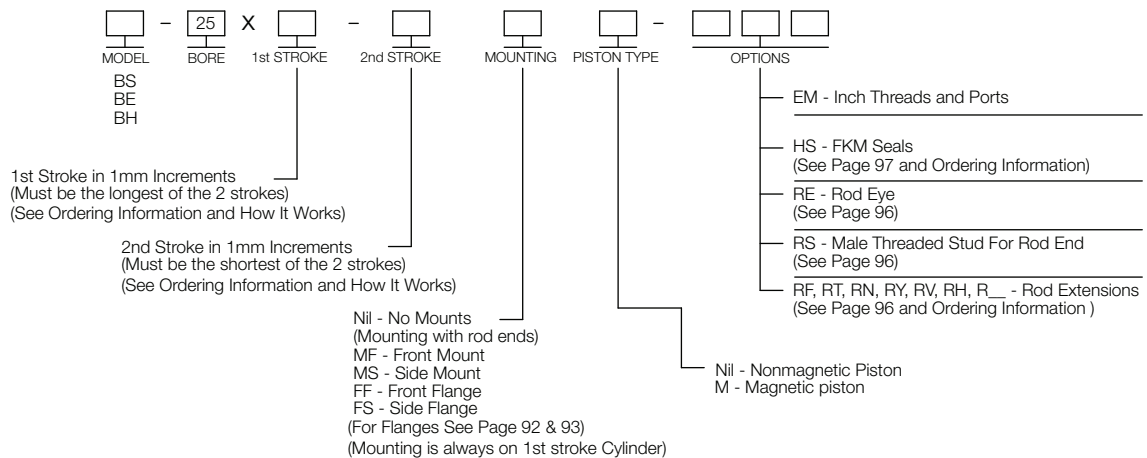 - 25 X - -
MODEL BORE 1st STROKE 2nd STROKE MOUNTING PISTON TYPE OPTIONS
BS
BE
BH
1st Stroke in 1mm Increments
(Must be the longest of the 2 strokes)
(See Ordering Information and How It Works)
2nd Stroke in 1mm Increments
(Must be the shortest of the 2 strokes)
(See Ordering Information and How It Works)
Nil - No Mounts
(Mounting with rod ends)
MF - Front Mount
MS - Side Mount
FF - Front Flange
FS - Side Flange
(For Flanges See Page 92 & 93)
(Mounting is always on 1st stroke Cylinder)
Nil - Nonmagnetic Piston
M - Magnetic piston
EM - Inch Threads and Ports
HS - FKM Seals
(See Page 97 and Ordering Information)
RE - Rod Eye
(See Page 96)
RS - Male Threaded Stud For Rod End
(See Page 96)
RF, RT, RN, RY, RV, RH, R__ - Rod Extensions
(See Page 96 and Ordering Information )